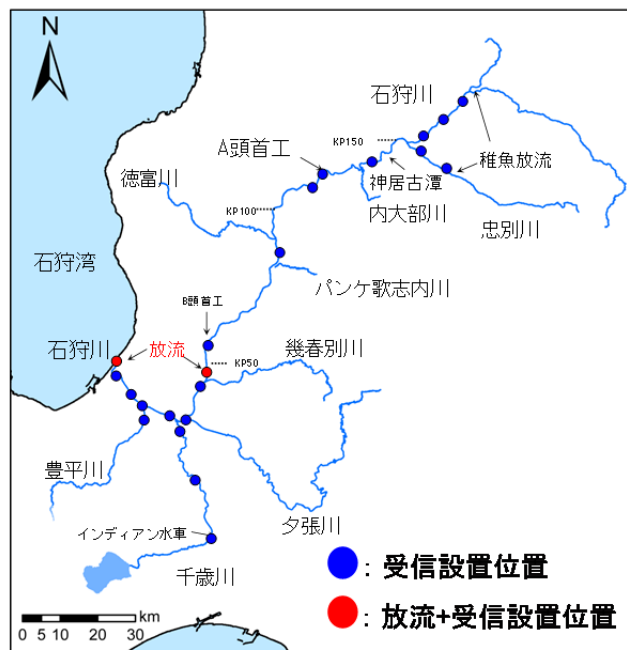 N
石狩川
KP150
A頭首工
稚魚放流
神居古潭
徳富川
KP100
内大部川
忠別川
石狩湾
パンケ歌志内川
B頭首工
石狩川
放流
KP50
幾春別川
豊平川
夕張川
インディアン水車
千歳川
: 受信設置位置
: 放流+受信設置位置
km
0 5 10 20 30